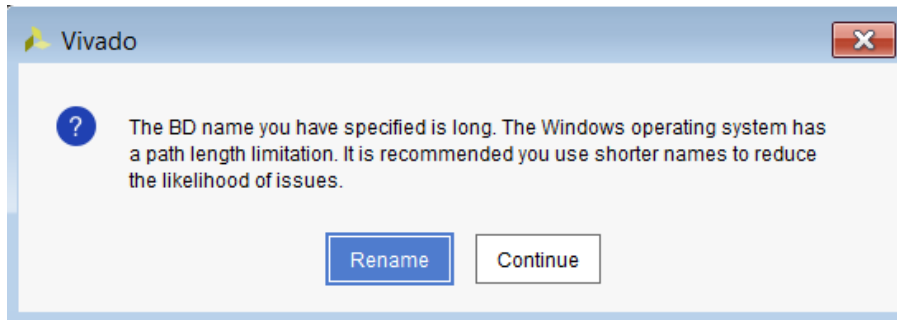 Vivado
The BD name you have specified is long. The Windows operating system has
a path length limitation. It is recommended you use shorter names to reduce
the likelihood of issues.
Rename
Continue